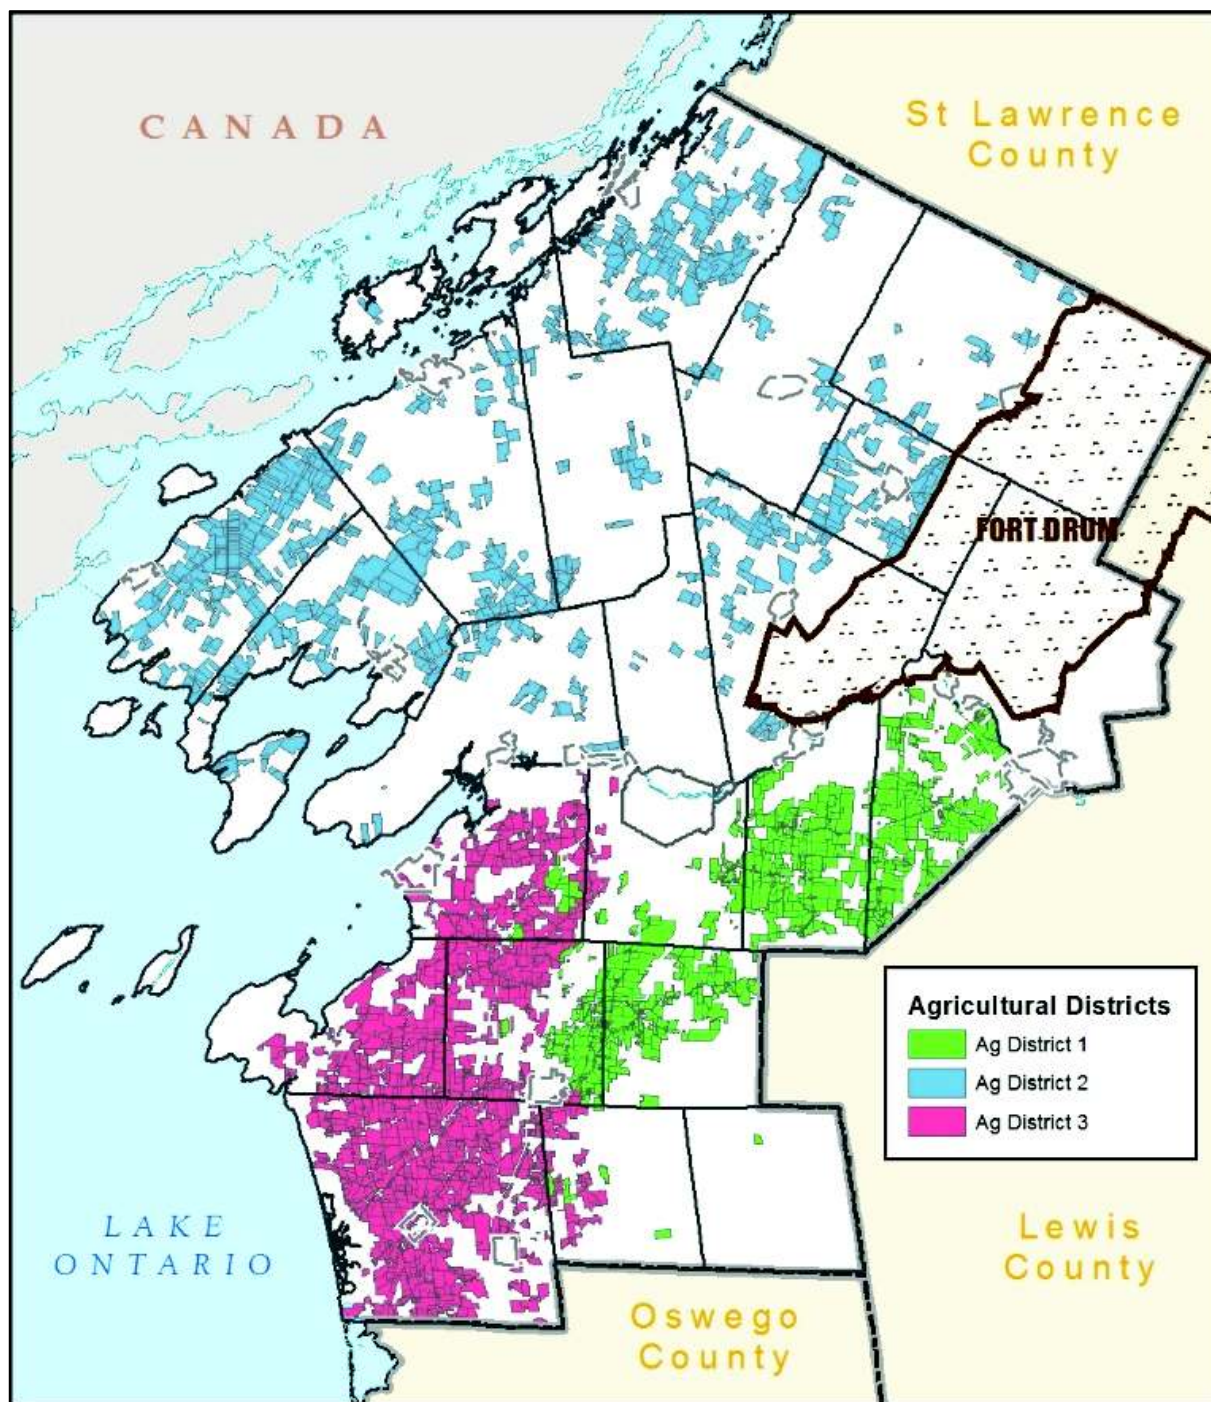 CANADA
St Lawrence
County
FORT DRUM
Agricultural Districts
Ag District 1
Ag District 2
Ag District 3
LAKE
ONTARIO
Lewis
County
Oswego
County